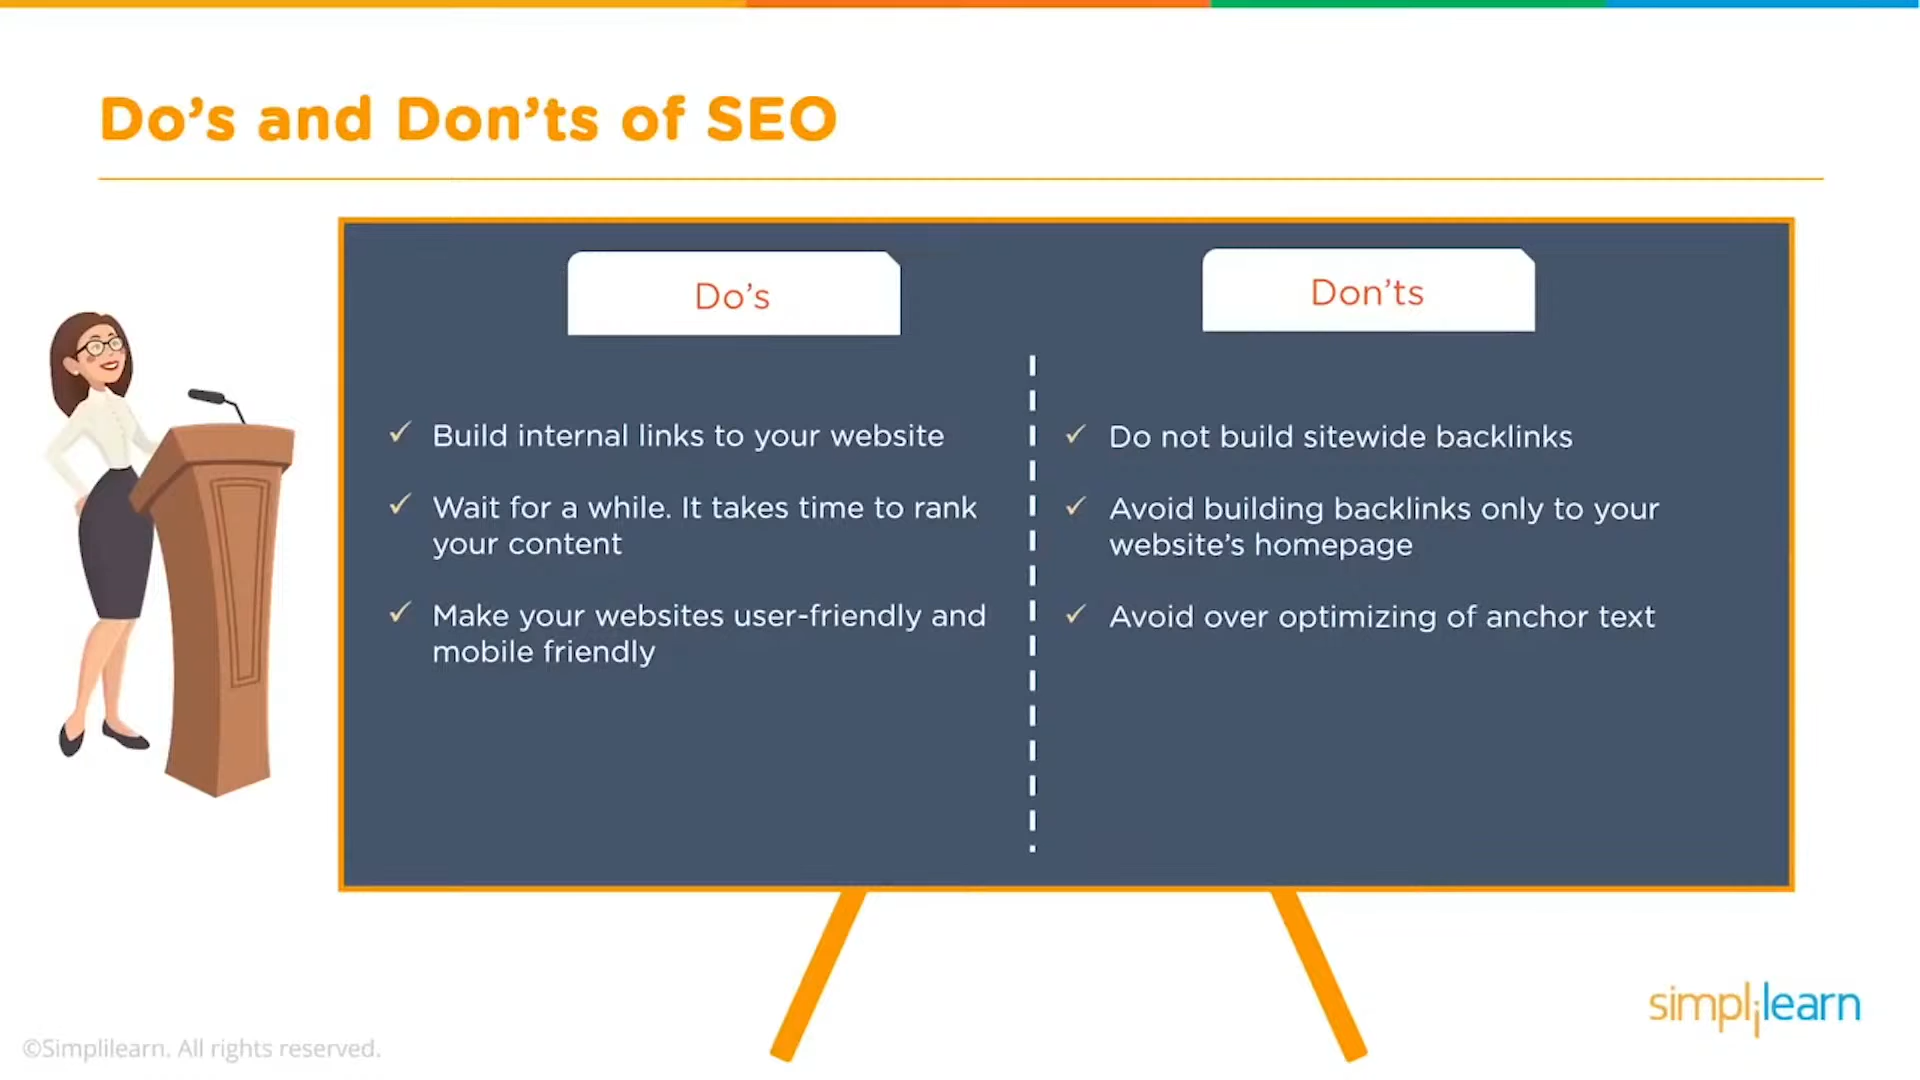 Do’s and Don’ts of SEO
Do’s
Build internal links to your website
Wait for a while. It takes time to rank
your content
Make your websites user-friendly and
mobile friendly
Don’ts
Do not build sitewide backlinks
Avoid building backlinks only to your
website’s homepage
Avoid over optimizing of anchor text
simplilearn
©Simplilearn. All rights reserved.